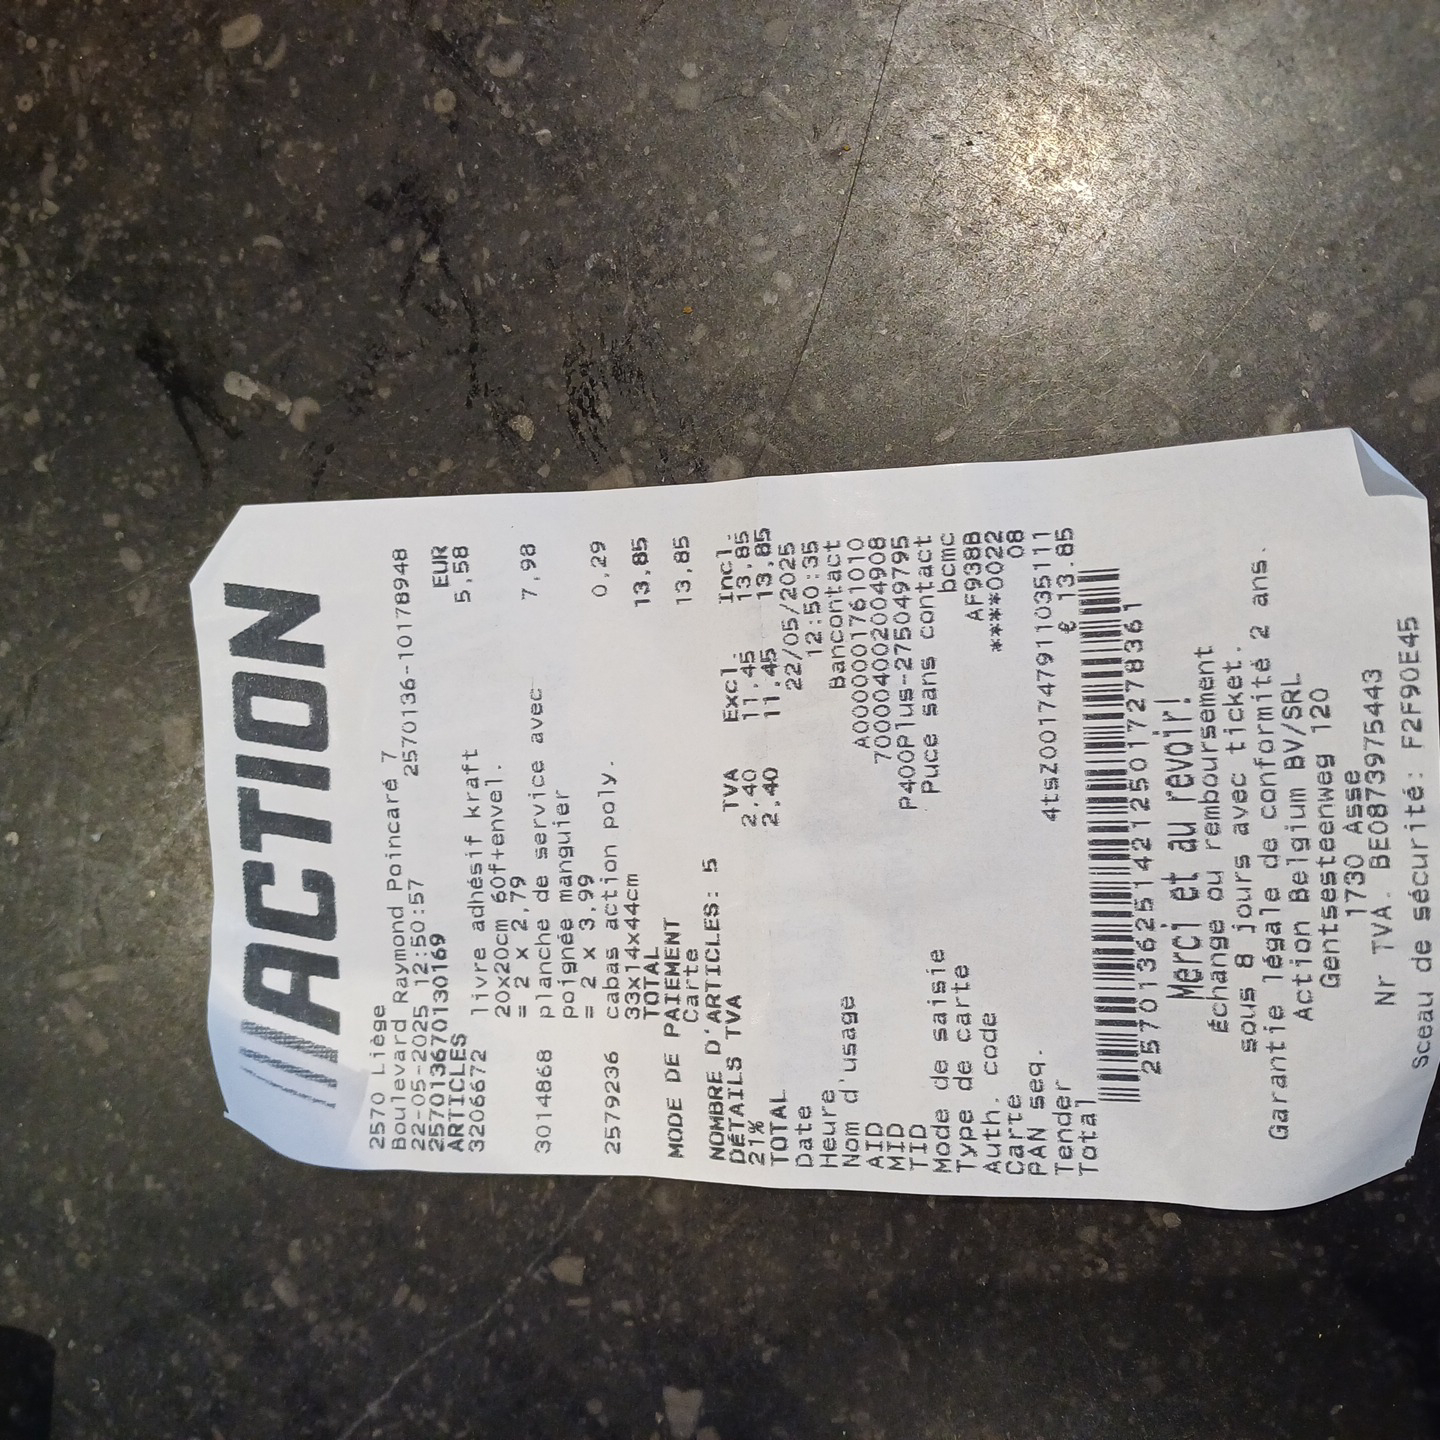 ACTION
2570 Liège
Boulevard Raymond Poincaré 7
22-05-2025 12:50:57 2570136-10178948
257013670130169
ARTICLES EUR
3206672 livre adhésif kraft 5,58
20x20cm 60f+envel.
= 2 x 2,79
3014868 planche de service avec 7,98
poignée manguier
= 2 x 3,99
2579236 cabas action poly. 0,29
33x14x44cm
TOTAL 13,85
MODE DE PAIEMENT
Carte 13,85
NOMBRE D'ARTICLES: 5
DÉTAILS TVA TVA Excl. Incl.
21% 2,40 11,45 13,85
TOTAL 2,40 11,45 13,85
Date 22/05/2025
Heure 12:50:35
Nom d'usage Bancontact
AID A0000001761010
MID 700004002004908
TID P400Plus-275049795
Mode de saisie Puce sans contact
Type de carte bcmc
Auth. code AF938B
Carte *****0022
PAN seq. 08
Tender 4tsZ001747911035111
Total € 13.85
257013625142125017278361
Merci et au revoir!
Échange ou remboursement
sous 8 jours avec ticket.
Garantie légale de conformité 2 ans.
Action Belgium BV/SRL
Gentsesteenweg 120
1730 Asse
Nr TVA. BE0873975443
Sceau de sécurité: F2F90E45